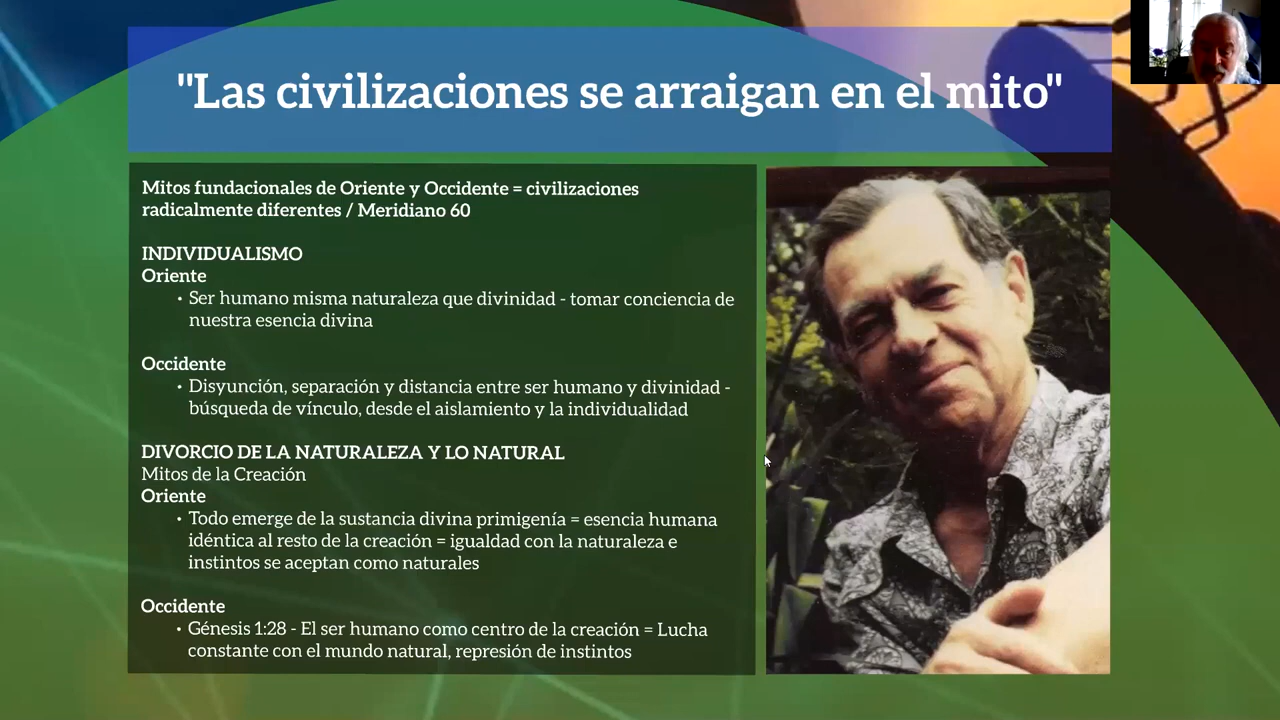 "Las civilizaciones se arraigan en el mito"
Mitos fundacionales de Oriente y Occidente = civilizaciones
radicalmente diferentes / Meridiano 60
INDIVIDUALISMO
Oriente
• Ser humano misma naturaleza que divinidad - tomar conciencia de
nuestra esencia divina
Occidente
• Disyunción, separación y distancia entre ser humano y divinidad -
búsqueda de vínculo, desde el aislamiento y la individualidad
DIVORCIO DE LA NATURALEZA Y LO NATURAL
Mitos de la Creación
Oriente
• Todo emerge de la sustancia divina primigenía = esencia humana
idéntica al resto de la creación = igualdad con la naturaleza e
instintos se aceptan como naturales
Occidente
• Génesis 1:28 - El ser humano como centro de la creación = Lucha
constante con el mundo natural, represión de instintos